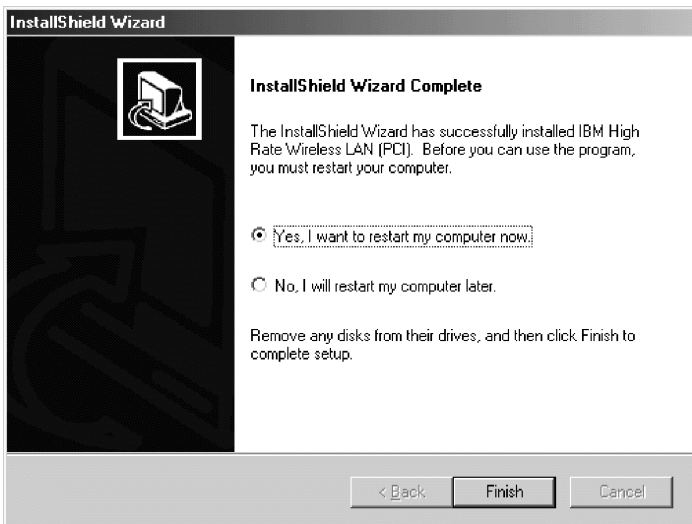 InstallShield Wizard
InstallShield Wizard Complete
The InstallShield Wizard has successfully installed IBM High
Rate Wireless LAN (PCI).  Before you can use the program,
you must restart your computer.
Yes, I want to restart my computer now.
No, I will restart my computer later.
Remove any disks from their drives, and then click Finish to
complete setup.
< Back
Finish
Cancel